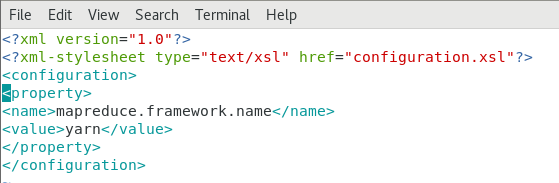 File Edit View Search Terminal Help
<?xml version="1.0"?>
<?xml-stylesheet type="text/xsl" href="configuration.xsl"?>
<configuration>
<property>
<name>mapreduce.framework.name</name>
<value>yarn</value>
</property>
</configuration>